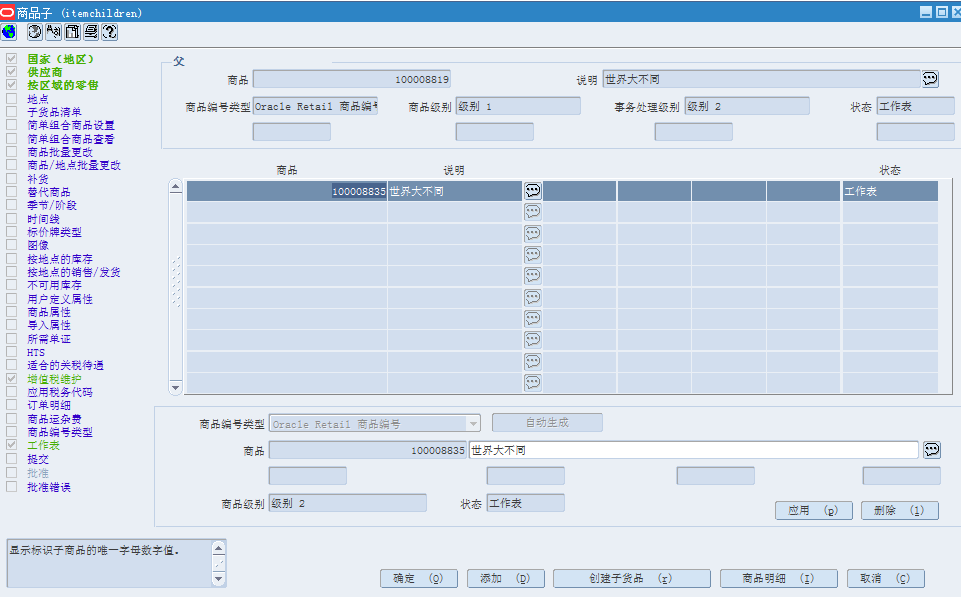 商品子 (itemchildren)
国家（地区）
供应商
按区域的零售
地点
子货品清单
简单组合商品设置
简单组合商品查看
商品批量更改
商品/地点批量更改
补货
替代商品
季节/阶段
时间线
标价牌类型
图像
按地点的库存
按地点的销售/发货
不可用库存
用户定义属性
商品属性
导入属性
所需单证
HTS
适合的关税待遇
增值税维护
应用税务代码
订单明细
商品运杂费
商品编号类型
工作表
提交
批准
批准错误
父
商品 100008819 说明 世界大不同
商品编号类型 Oracle Retail 商品编号 商品级别 级别 1 事务处理级别 级别 2 状态 工作表
商品 说明 状态
100008835 世界大不同 工作表
商品编号类型 Oracle Retail 商品编号 自动生成
商品 100008835 世界大不同
商品级别 级别 2 状态 工作表
应用 (p) 删除 (l)
显示标识子商品的唯一字母数字值.
确定 (O) 添加 (D) 创建子货品 (r) 商品明细 (I) 取消 (C)